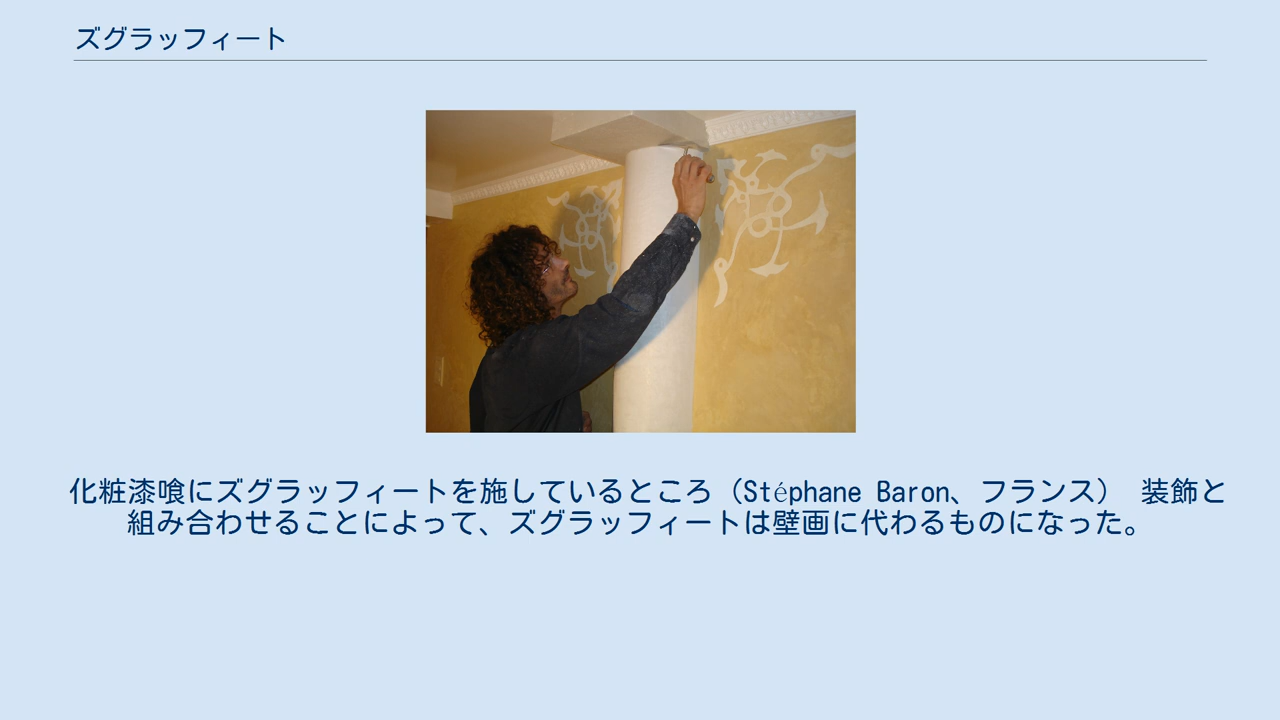 ズグラッフィート
化粧漆喰にズグラッフィートを施しているところ（Stéphane Baron、フランス） 装飾と
組み合わせることによって、ズグラッフィートは壁画に代わるものになった。